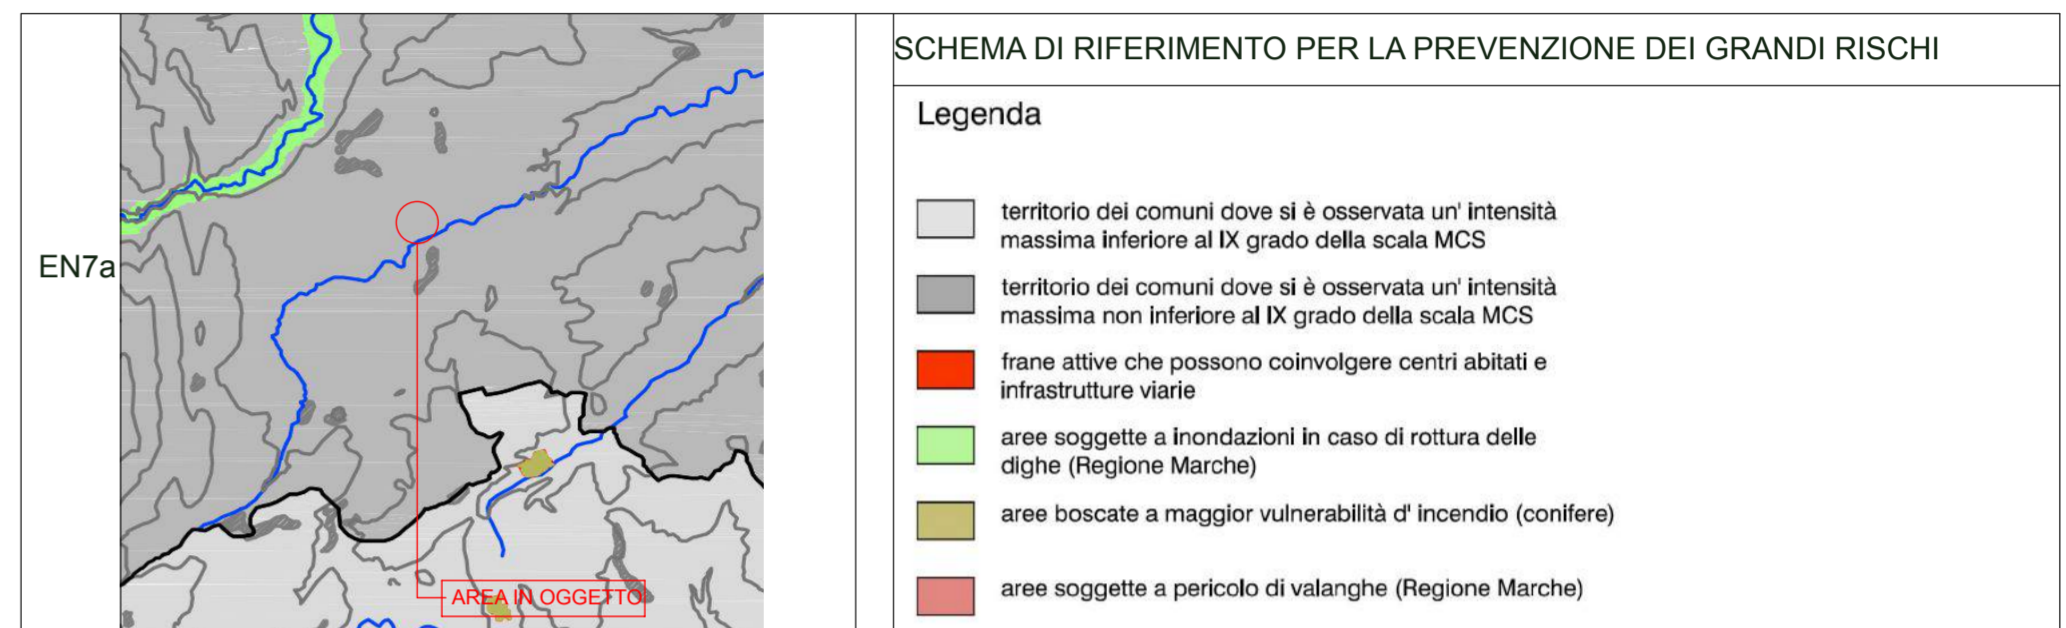 EN7a
AREA IN OGGETTO
SCHEMA DI RIFERIMENTO PER LA PREVENZIONE DEI GRANDI RISCHI
Legenda
territorio dei comuni dove si è osservata un' intensità
massima inferiore al IX grado della scala MCS
territorio dei comuni dove si è osservata un' intensità
massima non inferiore al IX grado della scala MCS
frane attive che possono coinvolgere centri abitati e
infrastrutture viarie
aree soggette a inondazioni in caso di rottura delle
dighe (Regione Marche)
aree boscate a maggior vulnerabilità d' incendio (conifere)
aree soggette a pericolo di valanghe (Regione Marche)